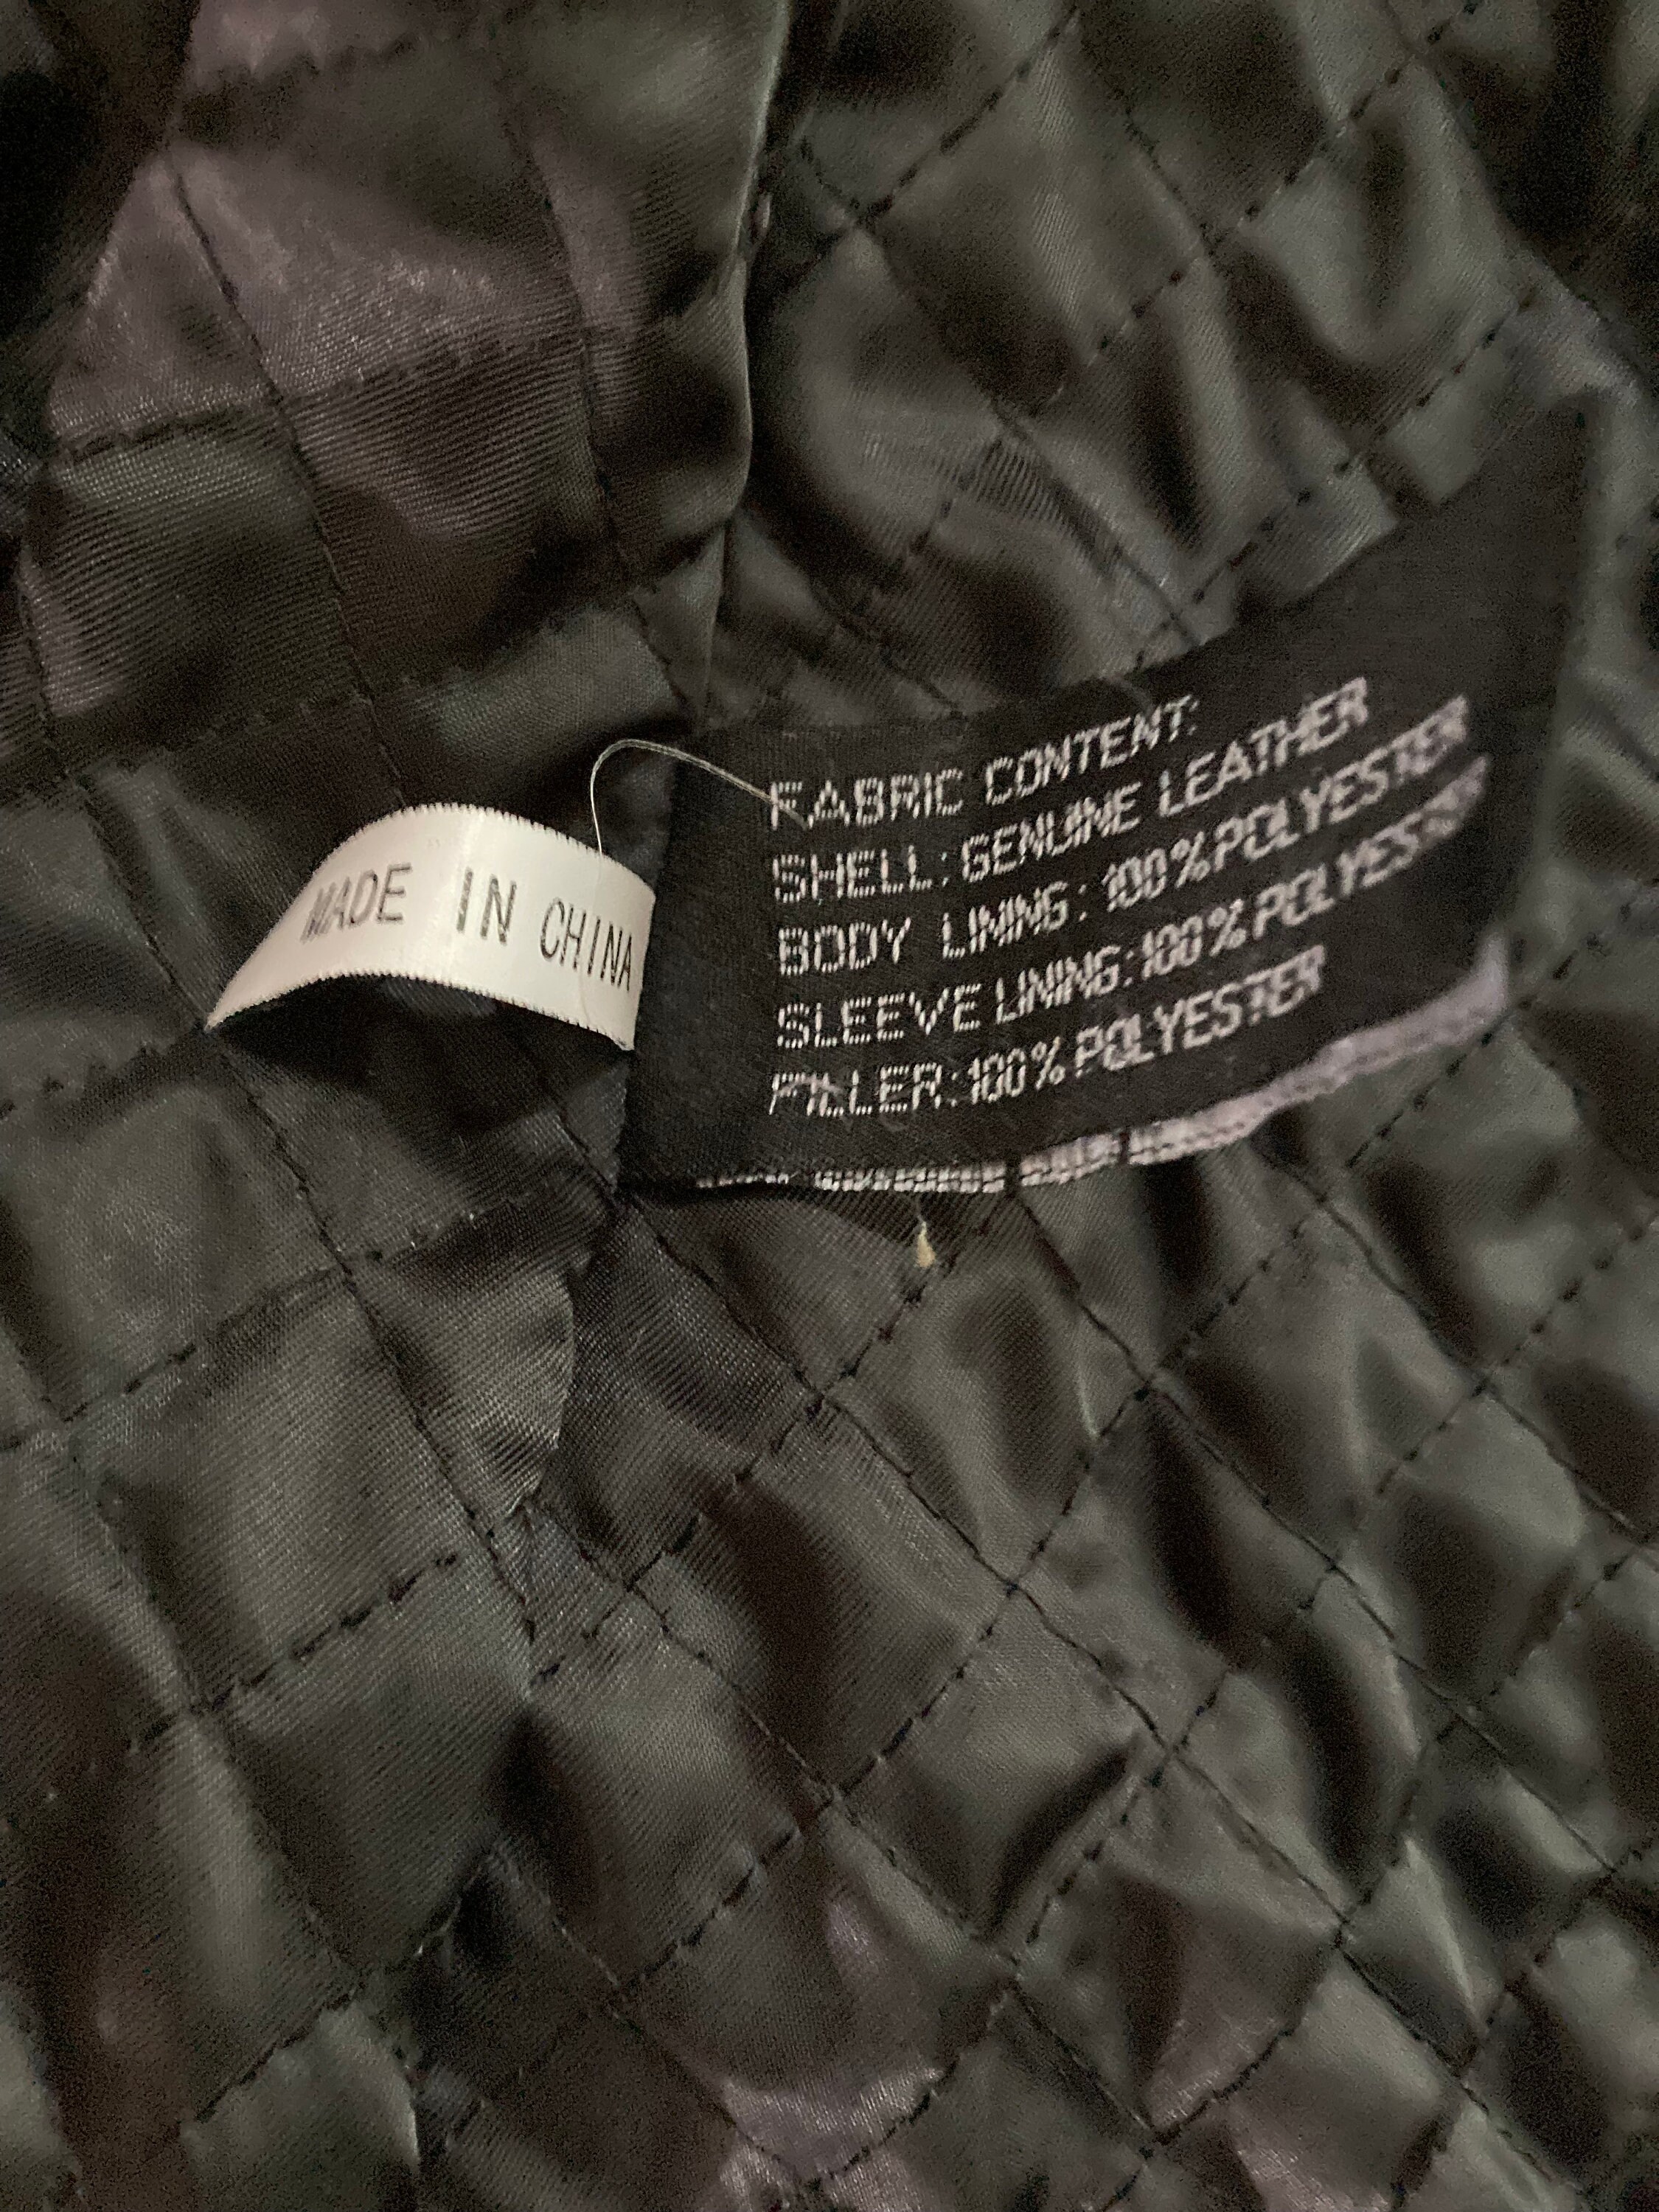 MADE IN CHINA
FABRIC CONTENT:
SHELL: GENUINE LEATHER
BODY LINING: 100% POLYESTER
SLEEVE LINING: 100% POLYESTER
FILLER: 100% POLYESTER